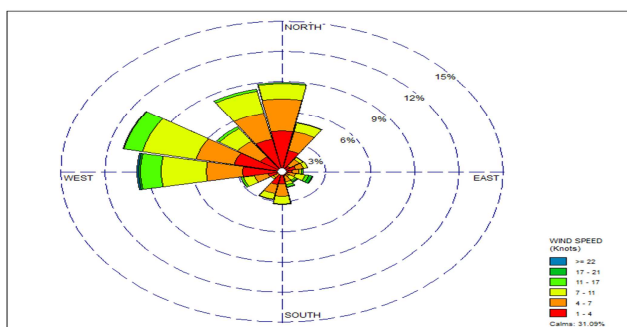 NORTH
15%
12%
9%
6%
3%
WEST
EAST
SOUTH
WIND SPEED
(Knots)
>= 22
17 - 21
11 - 17
7 - 11
4 - 7
1 - 4
Calms: 31.09%